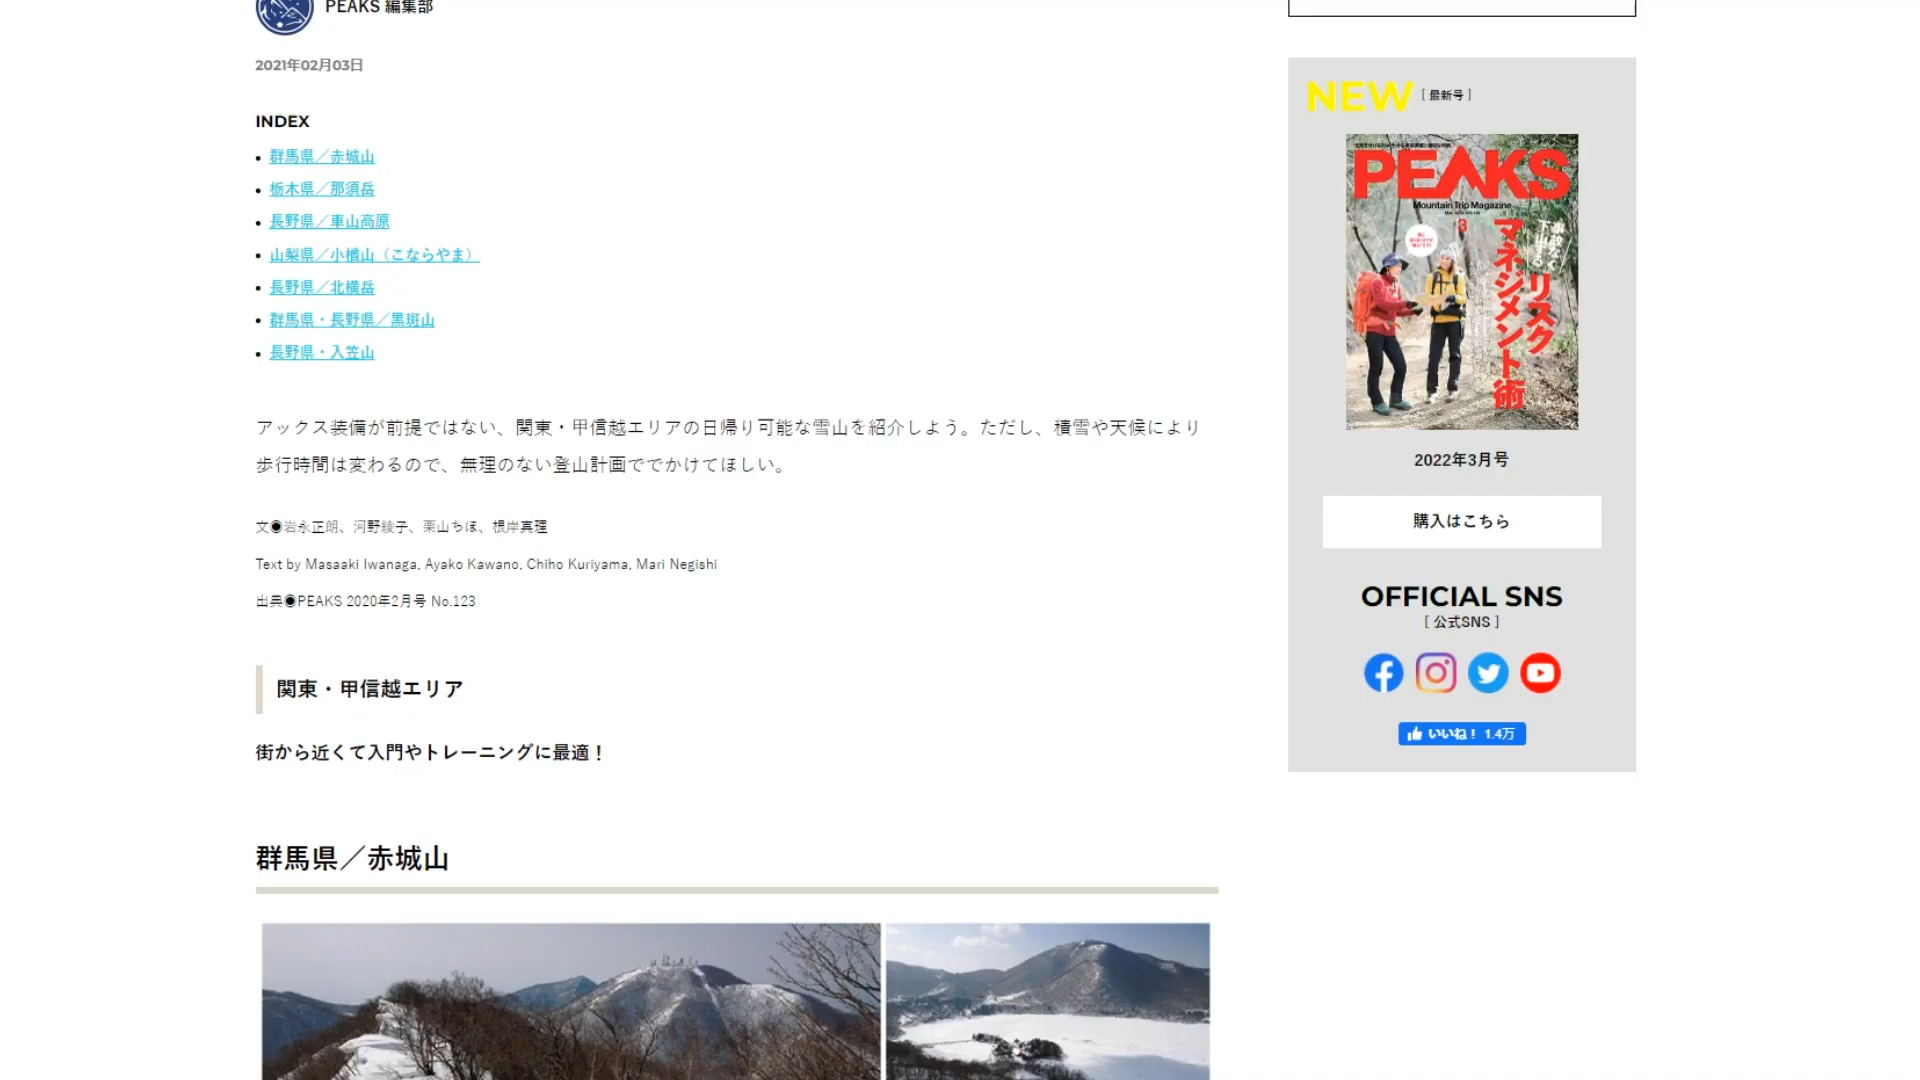 PEAKS 編集部
2021年02月03日
INDEX
群馬県／赤城山
栃木県／那須岳
長野県／車山高原
山梨県／小楢山（こならやま）
長野県／北横岳
群馬県・長野県／黒斑山
長野県・入笠山
アックス装備が前提ではない、関東・甲信越エリアの日帰り可能な雪山を紹介しよう。ただし、積雪や天候により
歩行時間は変わるので、無理のない登山計画ででかけてほしい。
文◉岩永正朗、河野綾子、栗山ちほ、根岸真理
Text by Masaaki Iwanaga, Ayako Kawano, Chiho Kuriyama, Mari Negishi
出典◉PEAKS 2020年2月号 No.123
関東・甲信越エリア
街から近くて入門やトレーニングに最適！
群馬県／赤城山
NEW [ 最新号 ]
PEAKS
Mountain Trip Magazine
3
事故なく
下山する
リスク
マネジメント術
2022年3月号
購入はこちら
OFFICIAL SNS
[ 公式SNS ]
いいね！ 1.4万